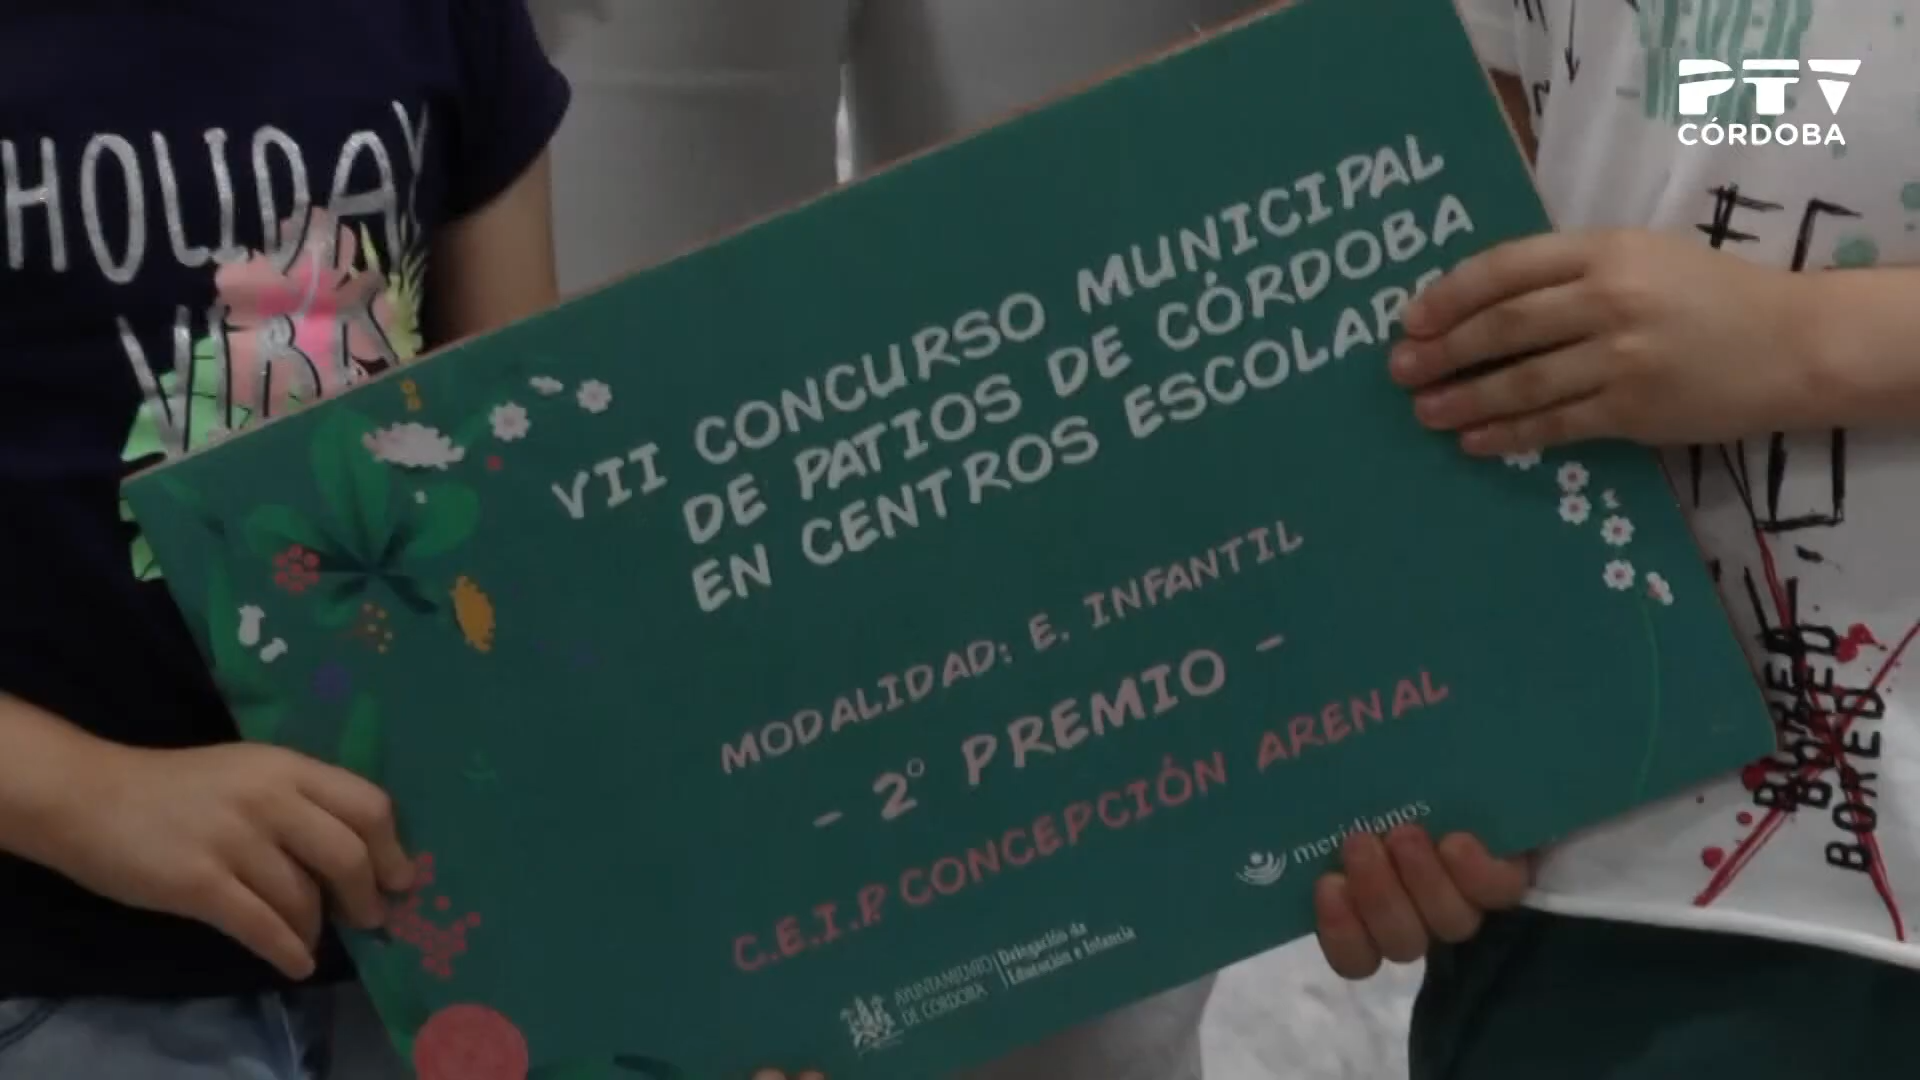 PTV
CÓRDOBA
HOLIDAY
VII CONCURSO MUNICIPAL
DE PATIOS DE CÓRDOBA
EN CENTROS ESCOLARE
MODALIDAD: E. INFANTIL
- 2º PREMIO -
C.E.I.P. CONCEPCIÓN ARENAL
meridianos
AYUNTAMIENTO
DE CÓRDOBA
Delegación de
Educación e Infancia
BORED
BORED
BORED